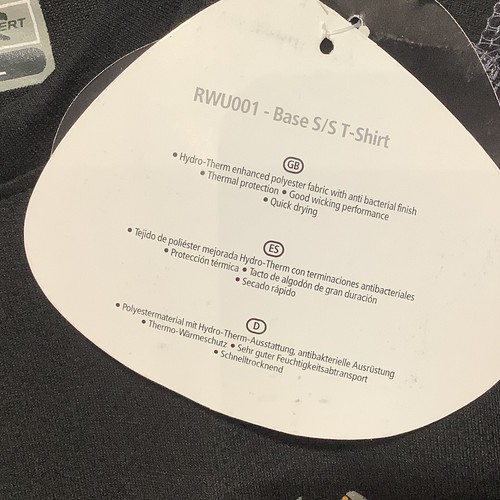 ERT
RWU001 - Base S/S T-Shirt
GB
• Hydro-Therm enhanced polyester fabric with anti bacterial finish
• Thermal protection • Good wicking performance
• Quick drying
ES
• Tejido de poliéster mejorada Hydro-Therm con terminaciones antibacteriales
• Protección térmica • Tacto de algodón de gran duración
• Secado rápido
D
• Polyestermaterial mit Hydro-Therm-Ausstattung, antibakterielle Ausrüstung
• Thermo-Wärmeschutz • Sehr guter Feuchtigkeitsabtransport
• Schnelltrocknend